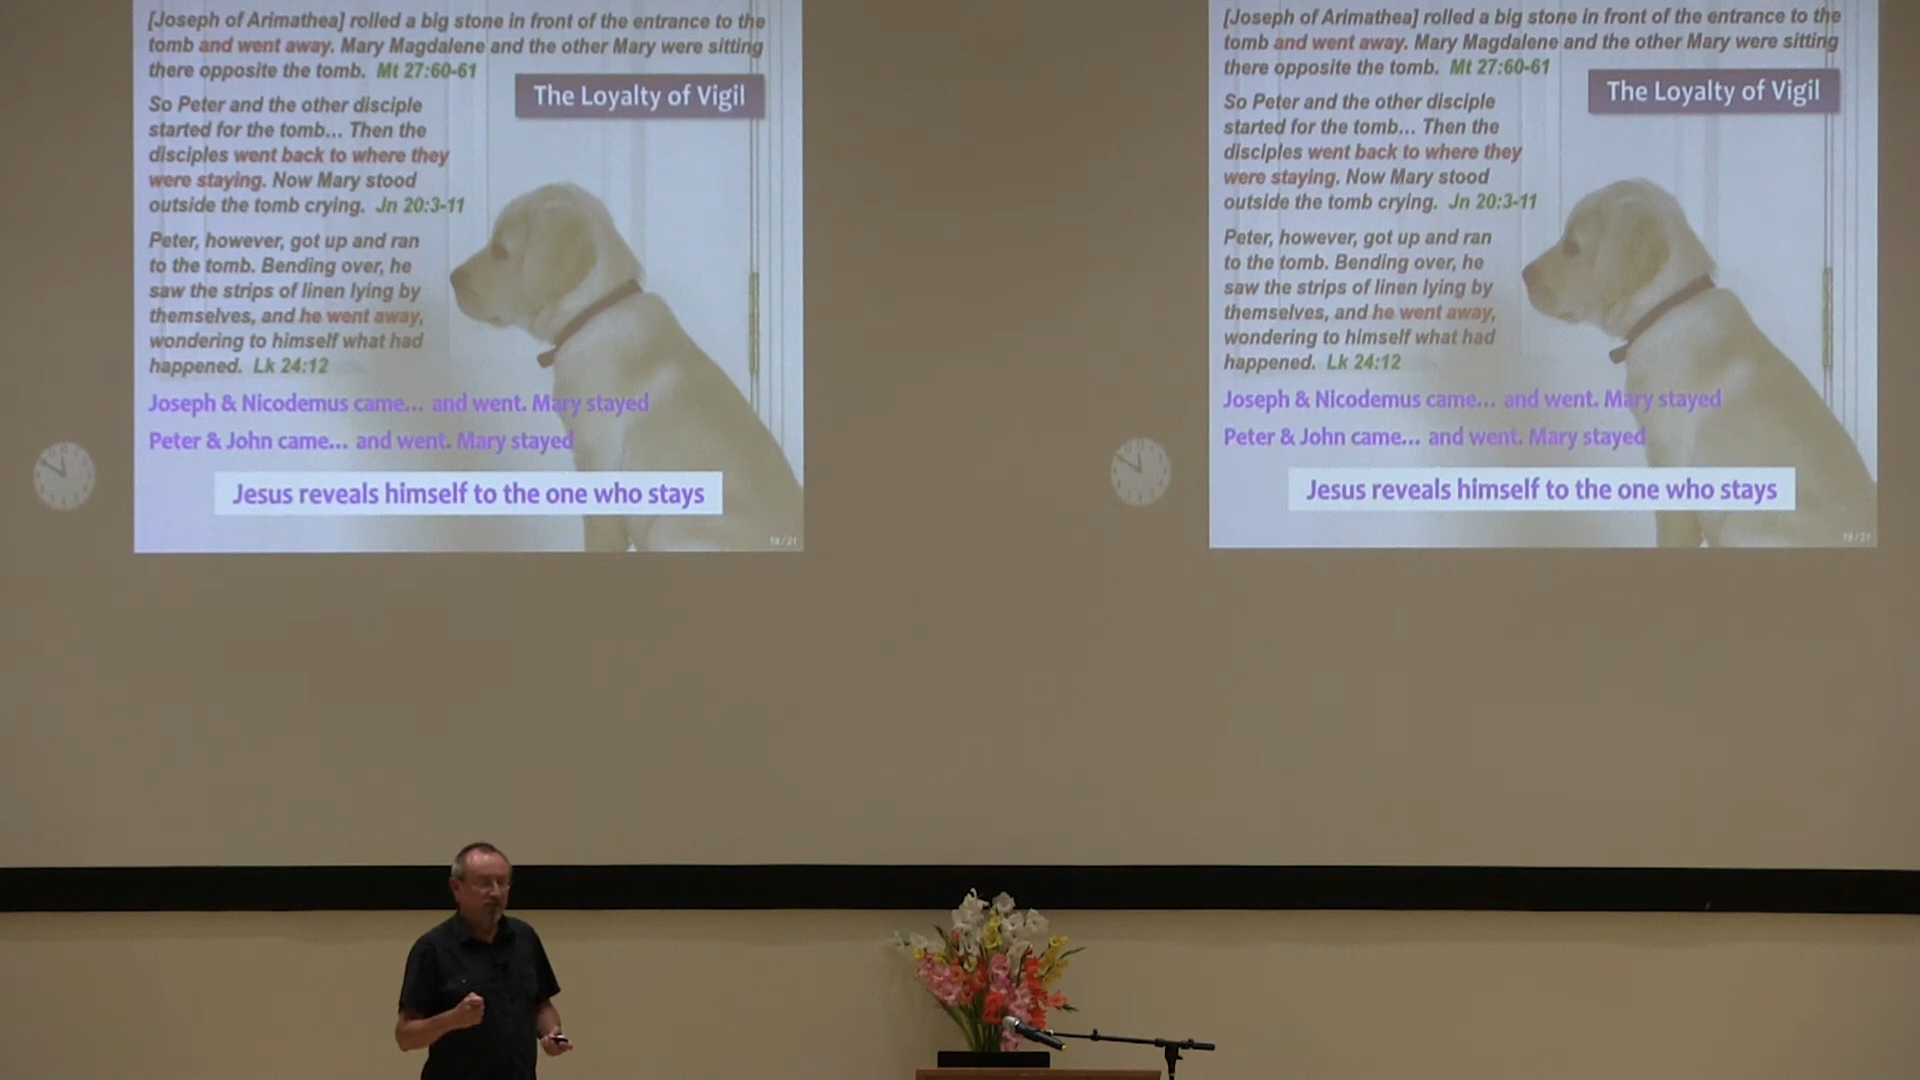 [Joseph of Arimathea] rolled a big stone in front of the entrance to the
tomb and went away. Mary Magdalene and the other Mary were sitting
there opposite the tomb. Mt 27:60-61
The Loyalty of Vigil
So Peter and the other disciple
started for the tomb... Then the
disciples went back to where they
were staying. Now Mary stood
outside the tomb crying. Jn 20:3-11
Peter, however, got up and ran
to the tomb. Bending over, he
saw the strips of linen lying by
themselves, and he went away,
wondering to himself what had
happened. Lk 24:12
Joseph & Nicodemus came... and went. Mary stayed
Peter & John came... and went. Mary stayed
Jesus reveals himself to the one who stays
19/21
[Joseph of Arimathea] rolled a big stone in front of the entrance to the
tomb and went away. Mary Magdalene and the other Mary were sitting
there opposite the tomb. Mt 27:60-61
The Loyalty of Vigil
So Peter and the other disciple
started for the tomb... Then the
disciples went back to where they
were staying. Now Mary stood
outside the tomb crying. Jn 20:3-11
Peter, however, got up and ran
to the tomb. Bending over, he
saw the strips of linen lying by
themselves, and he went away,
wondering to himself what had
happened. Lk 24:12
Joseph & Nicodemus came... and went. Mary stayed
Peter & John came... and went. Mary stayed
Jesus reveals himself to the one who stays
19/21